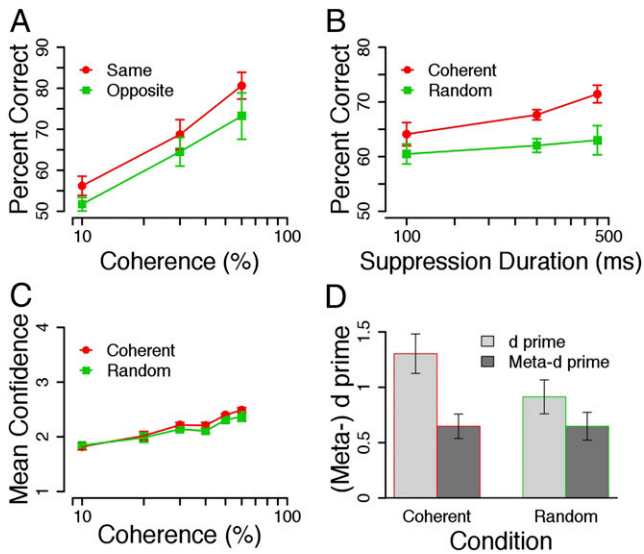 A
Percent Correct
50 60 70 80 90
Same
Opposite
10 100
Coherence (%)
B
Percent Correct
50 60 70 80
Coherent
Random
100 500
Suppression Duration (ms)
C
Mean Confidence
1 2 3 4
Coherent
Random
10 100
Coherence (%)
D
(Meta-) d prime
0 0.5 1 1.5
d prime
Meta-d prime
Coherent Random
Condition